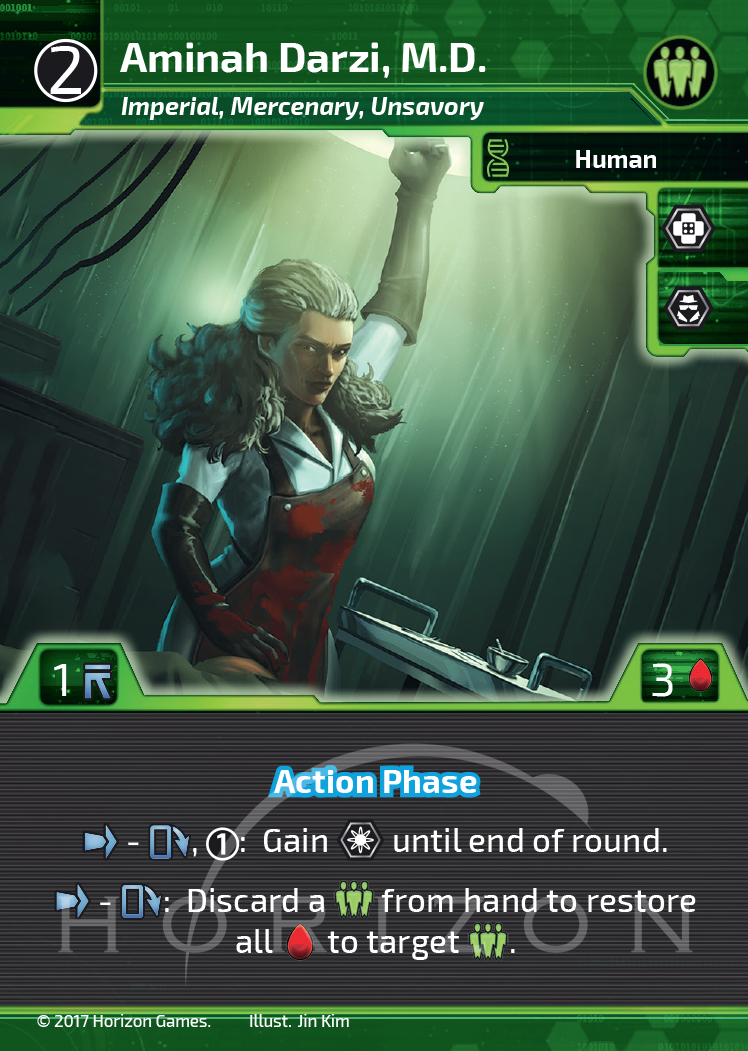 2
Aminah Darzi, M.D.
Imperial, Mercenary, Unsavory
Human
1
3
Action Phase
- , 1: Gain until end of round.
- : Discard a from hand to restore
all to target .
HORIZON
© 2017 Horizon Games. Illust. Jin Kim